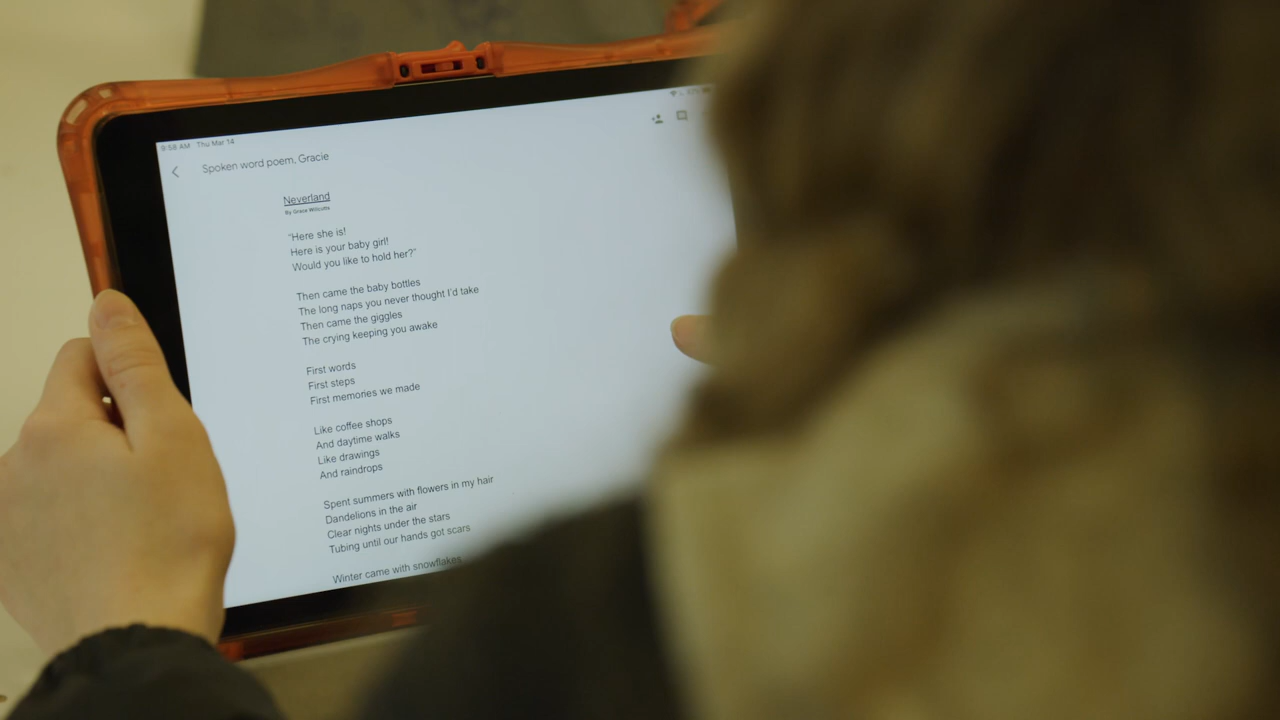 9:58 AM Thu Mar 14
Spoken word poem, Gracie
Neverland
“Here she is!
Here is your baby girl!
Would you like to hold her?”
Then came the baby bottles
The long naps you never thought I'd take
Then came the giggles
The crying keeping you awake
First words
First steps
First memories we made
Like coffee shops
And daytime walks
Like drawings
And raindrops
Spent summers with flowers in my hair
Dandelions in the air
Clear nights under the stars
Tubing until our hands got scars
Winter came with snowflakes